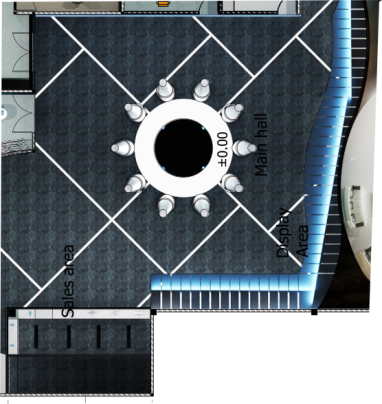 ±0.00
Main hall
Display
Area
Sales area